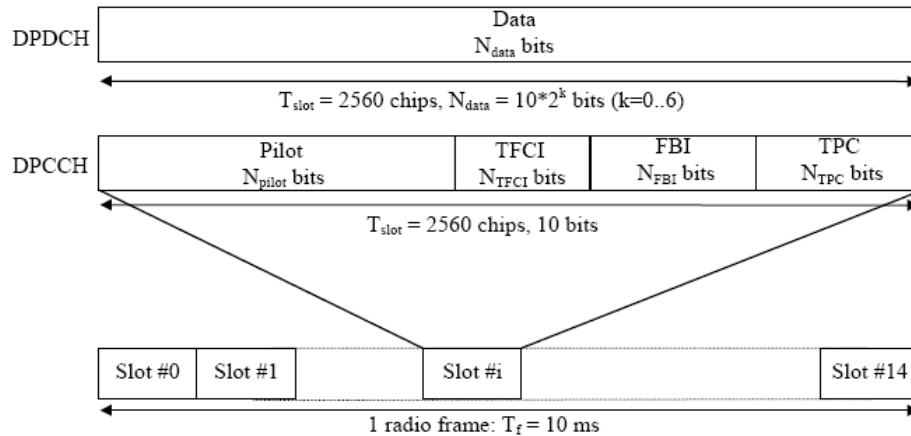 DPDCH
Data
N_data bits
T_slot = 2560 chips, N_data = 10*2^k bits (k=0..6)
DPCCH
Pilot
N_pilot bits
TFCI
N_TFCI bits
FBI
N_FBI bits
TPC
N_TPC bits
T_slot = 2560 chips, 10 bits
Slot #0
Slot #1
Slot #i
Slot #14
1 radio frame: T_f = 10 ms